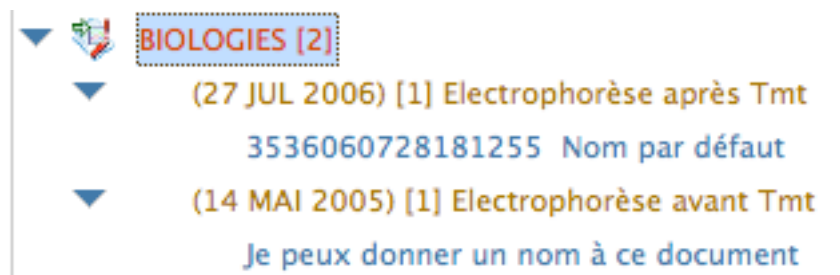 BIOLOGIES [2]
(27 JUL 2006) [1] Electrophorèse après Tmt
3536060728181255 Nom par défaut
(14 MAI 2005) [1] Electrophorèse avant Tmt
Je peux donner un nom à ce document